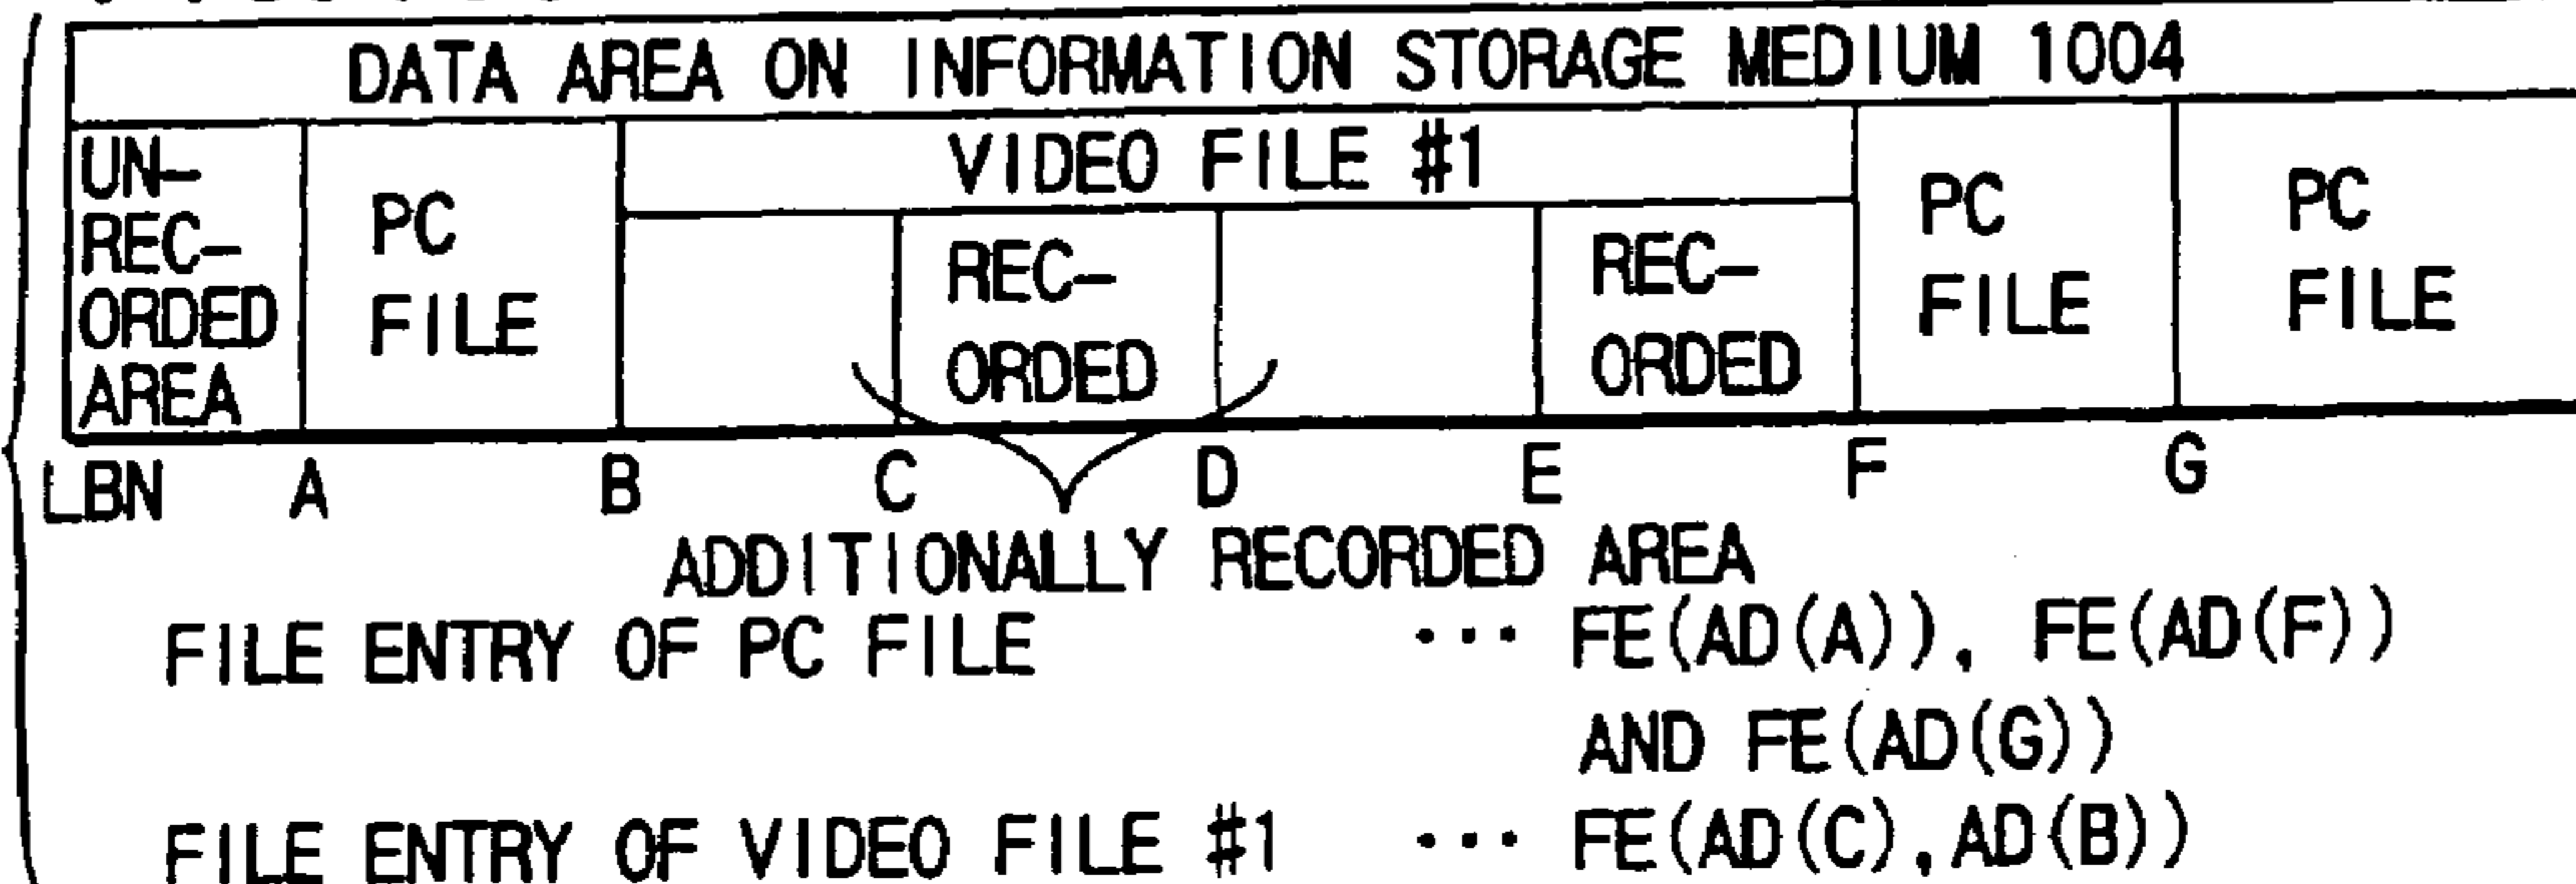 DATA AREA ON INFORMATION STORAGE MEDIUM 1004
UN-
REC-
ORDED
AREA
PC
FILE
VIDEO FILE #1
REC-
ORDED
REC-
ORDED
PC
FILE
PC
FILE
LBN A B C D E F G
ADDITIONALLY RECORDED AREA
FILE ENTRY OF PC FILE ··· FE(AD(A)), FE(AD(F))
AND FE(AD(G))
FILE ENTRY OF VIDEO FILE #1 ··· FE(AD(C),AD(B))